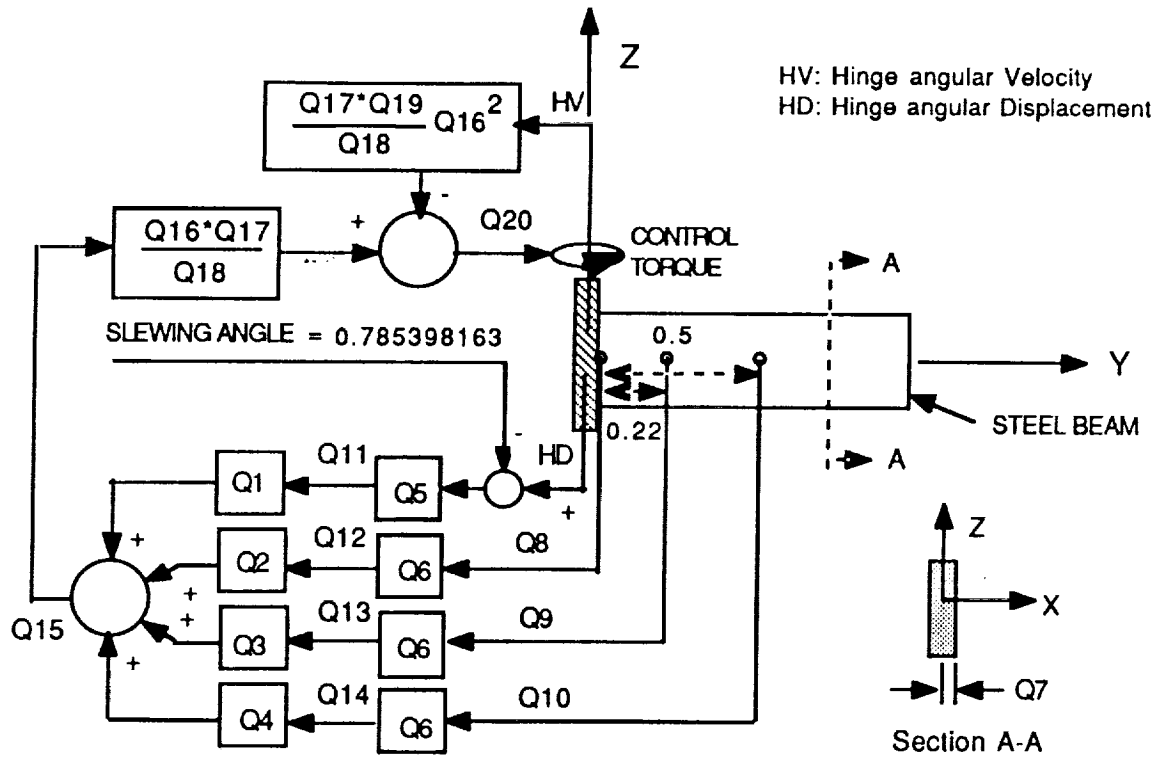 Z
HV: Hinge angular Velocity
HD: Hinge angular Displacement
HV
Q17*Q19
Q18
Q16²
-
+
Q20
CONTROL
TORQUE
Q16*Q17
Q18
SLEWING ANGLE = 0.785398163
A
0.5
Y
0.22
STEEL BEAM
A
-
HD
+
Q11
Q1
Q5
+
Q12
Q8
Q2
Q6
+
+
Q13
Q9
Q15
Q3
Q6
+
Q14
Q10
Q4
Q6
Z
X
Q7
Section A-A